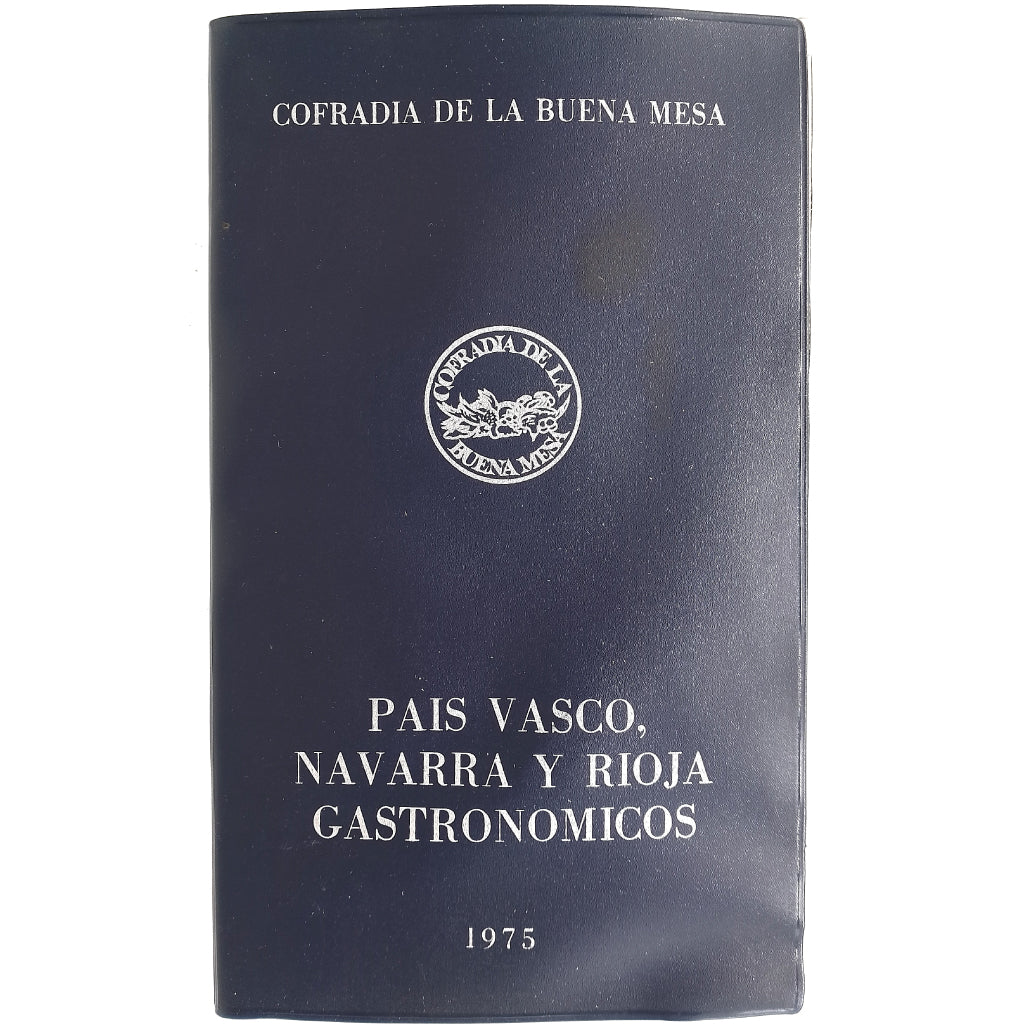 COFRADIA DE LA BUENA MESA
COFRADIA DE LA
BUENA MESA
PAIS VASCO,
NAVARRA Y RIOJA
GASTRONOMICOS
1975